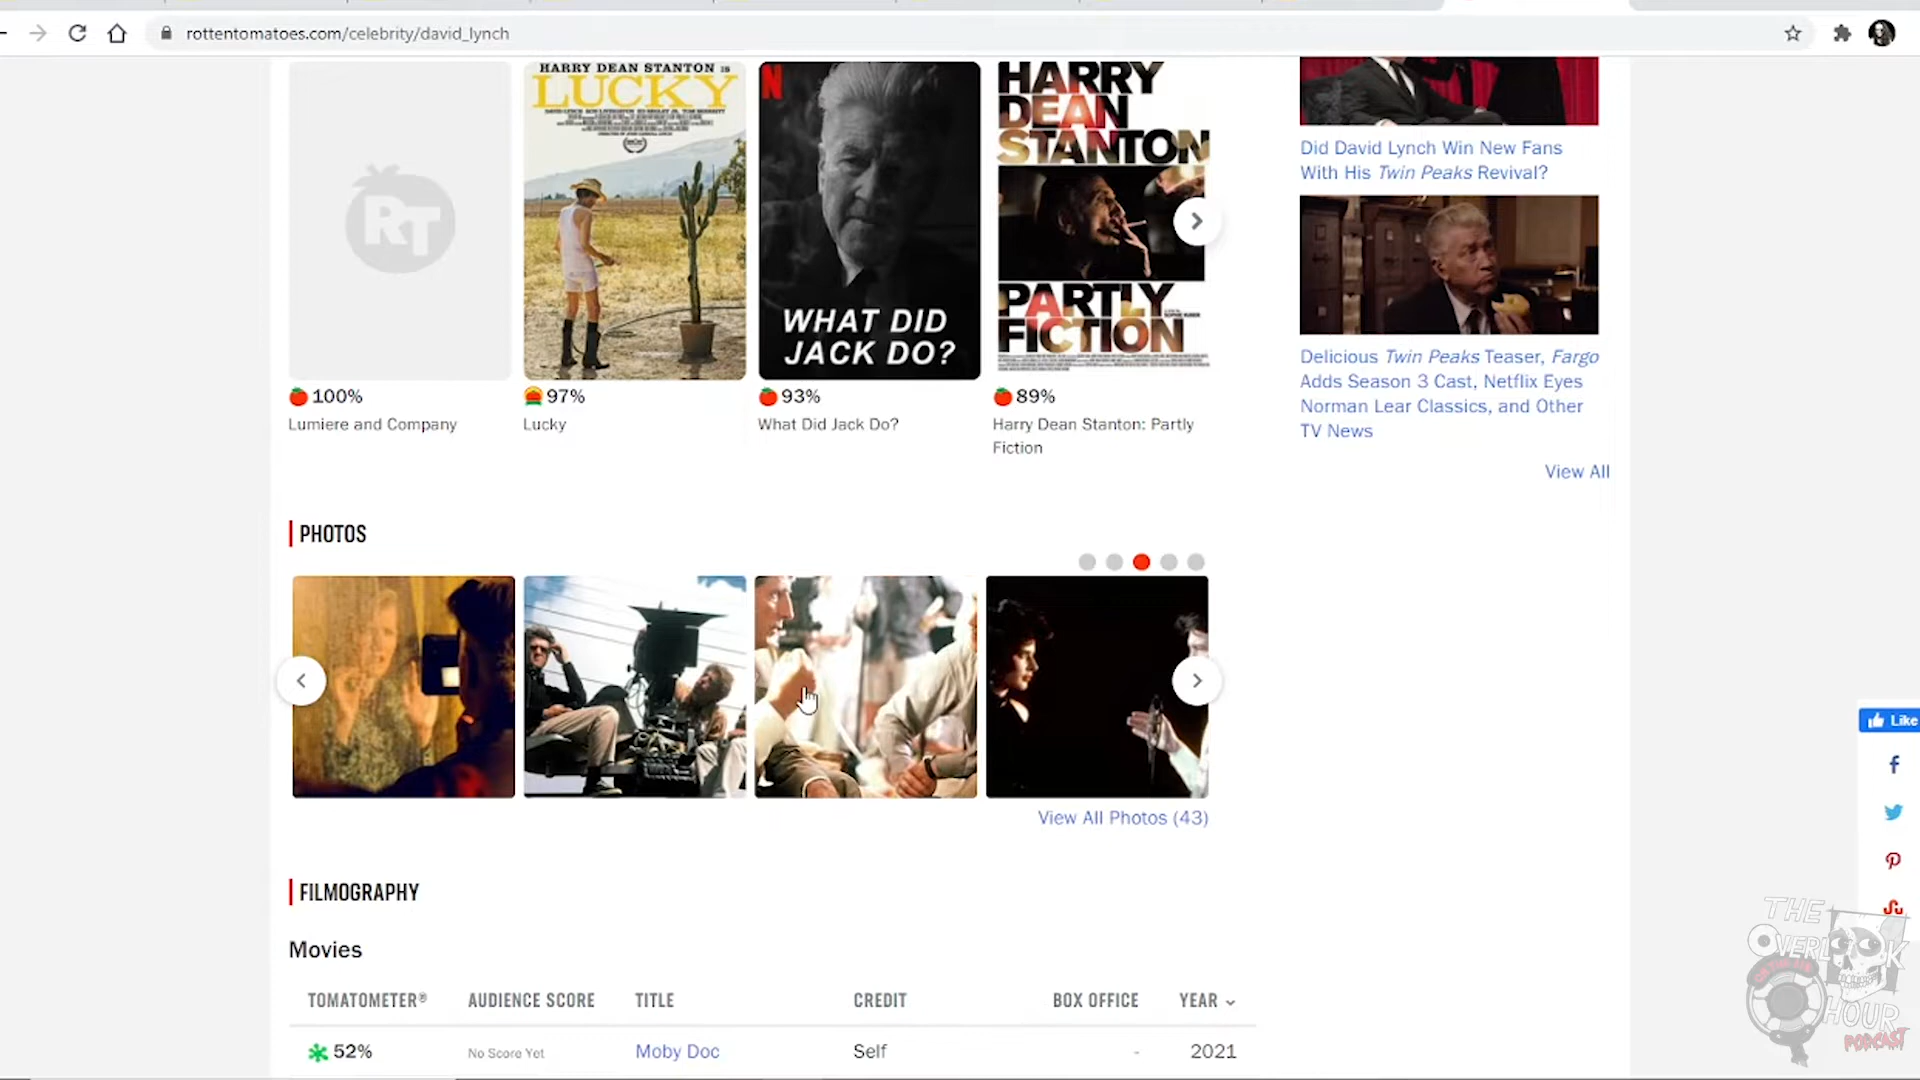 rottentomatoes.com/celebrity/david_lynch
HARRY DEAN STANTON IS
LUCKY
N
WHAT DID
JACK DO?
HARRY
DEAN
STANTON
PARTLY
FICTION
RT
100%
Lumiere and Company
97%
Lucky
93%
What Did Jack Do?
89%
Harry Dean Stanton: Partly
Fiction
Did David Lynch Win New Fans
With His Twin Peaks Revival?
Delicious Twin Peaks Teaser, Fargo
Adds Season 3 Cast, Netflix Eyes
Norman Lear Classics, and Other
TV News
View All
PHOTOS
View All Photos (43)
FILMOGRAPHY
Movies
TOMATOMETER® AUDIENCE SCORE TITLE CREDIT BOX OFFICE YEAR
52% No Score Yet Moby Doc Self - 2021
Like
THE
OVERLOOK
HOUR
PODCAST